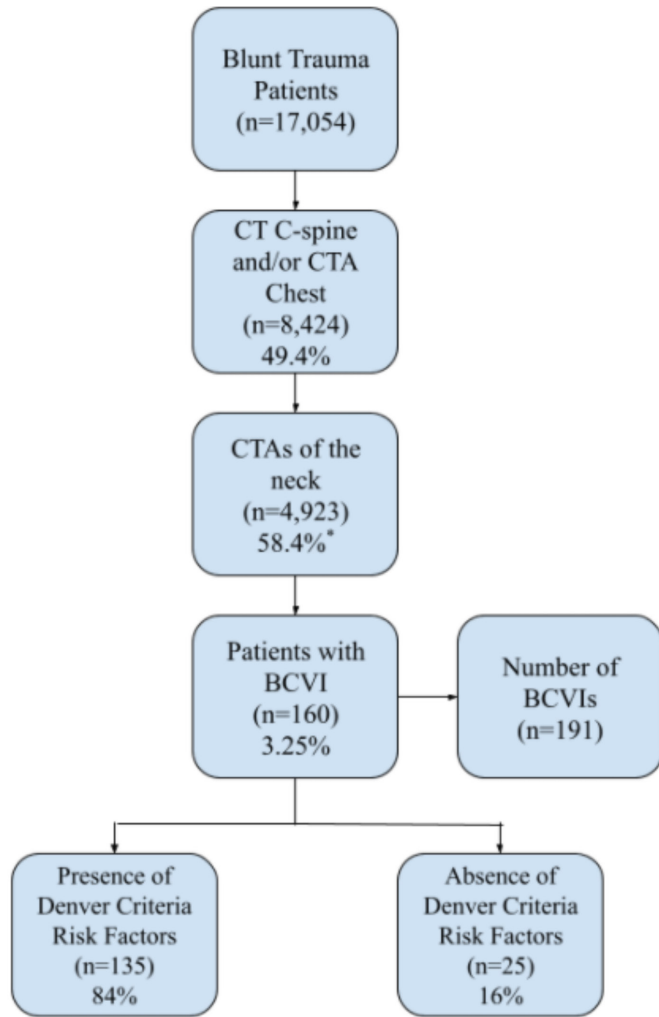 Blunt Trauma
Patients
(n=17,054)
CT C-spine
and/or CTA
Chest
(n=8,424)
49.4%
CTAs of the
neck
(n=4,923)
58.4%*
Patients with
BCVI
(n=160)
3.25%
Number of
BCVIs
(n=191)
Presence of
Denver Criteria
Risk Factors
(n=135)
84%
Absence of
Denver Criteria
Risk Factors
(n=25)
16%